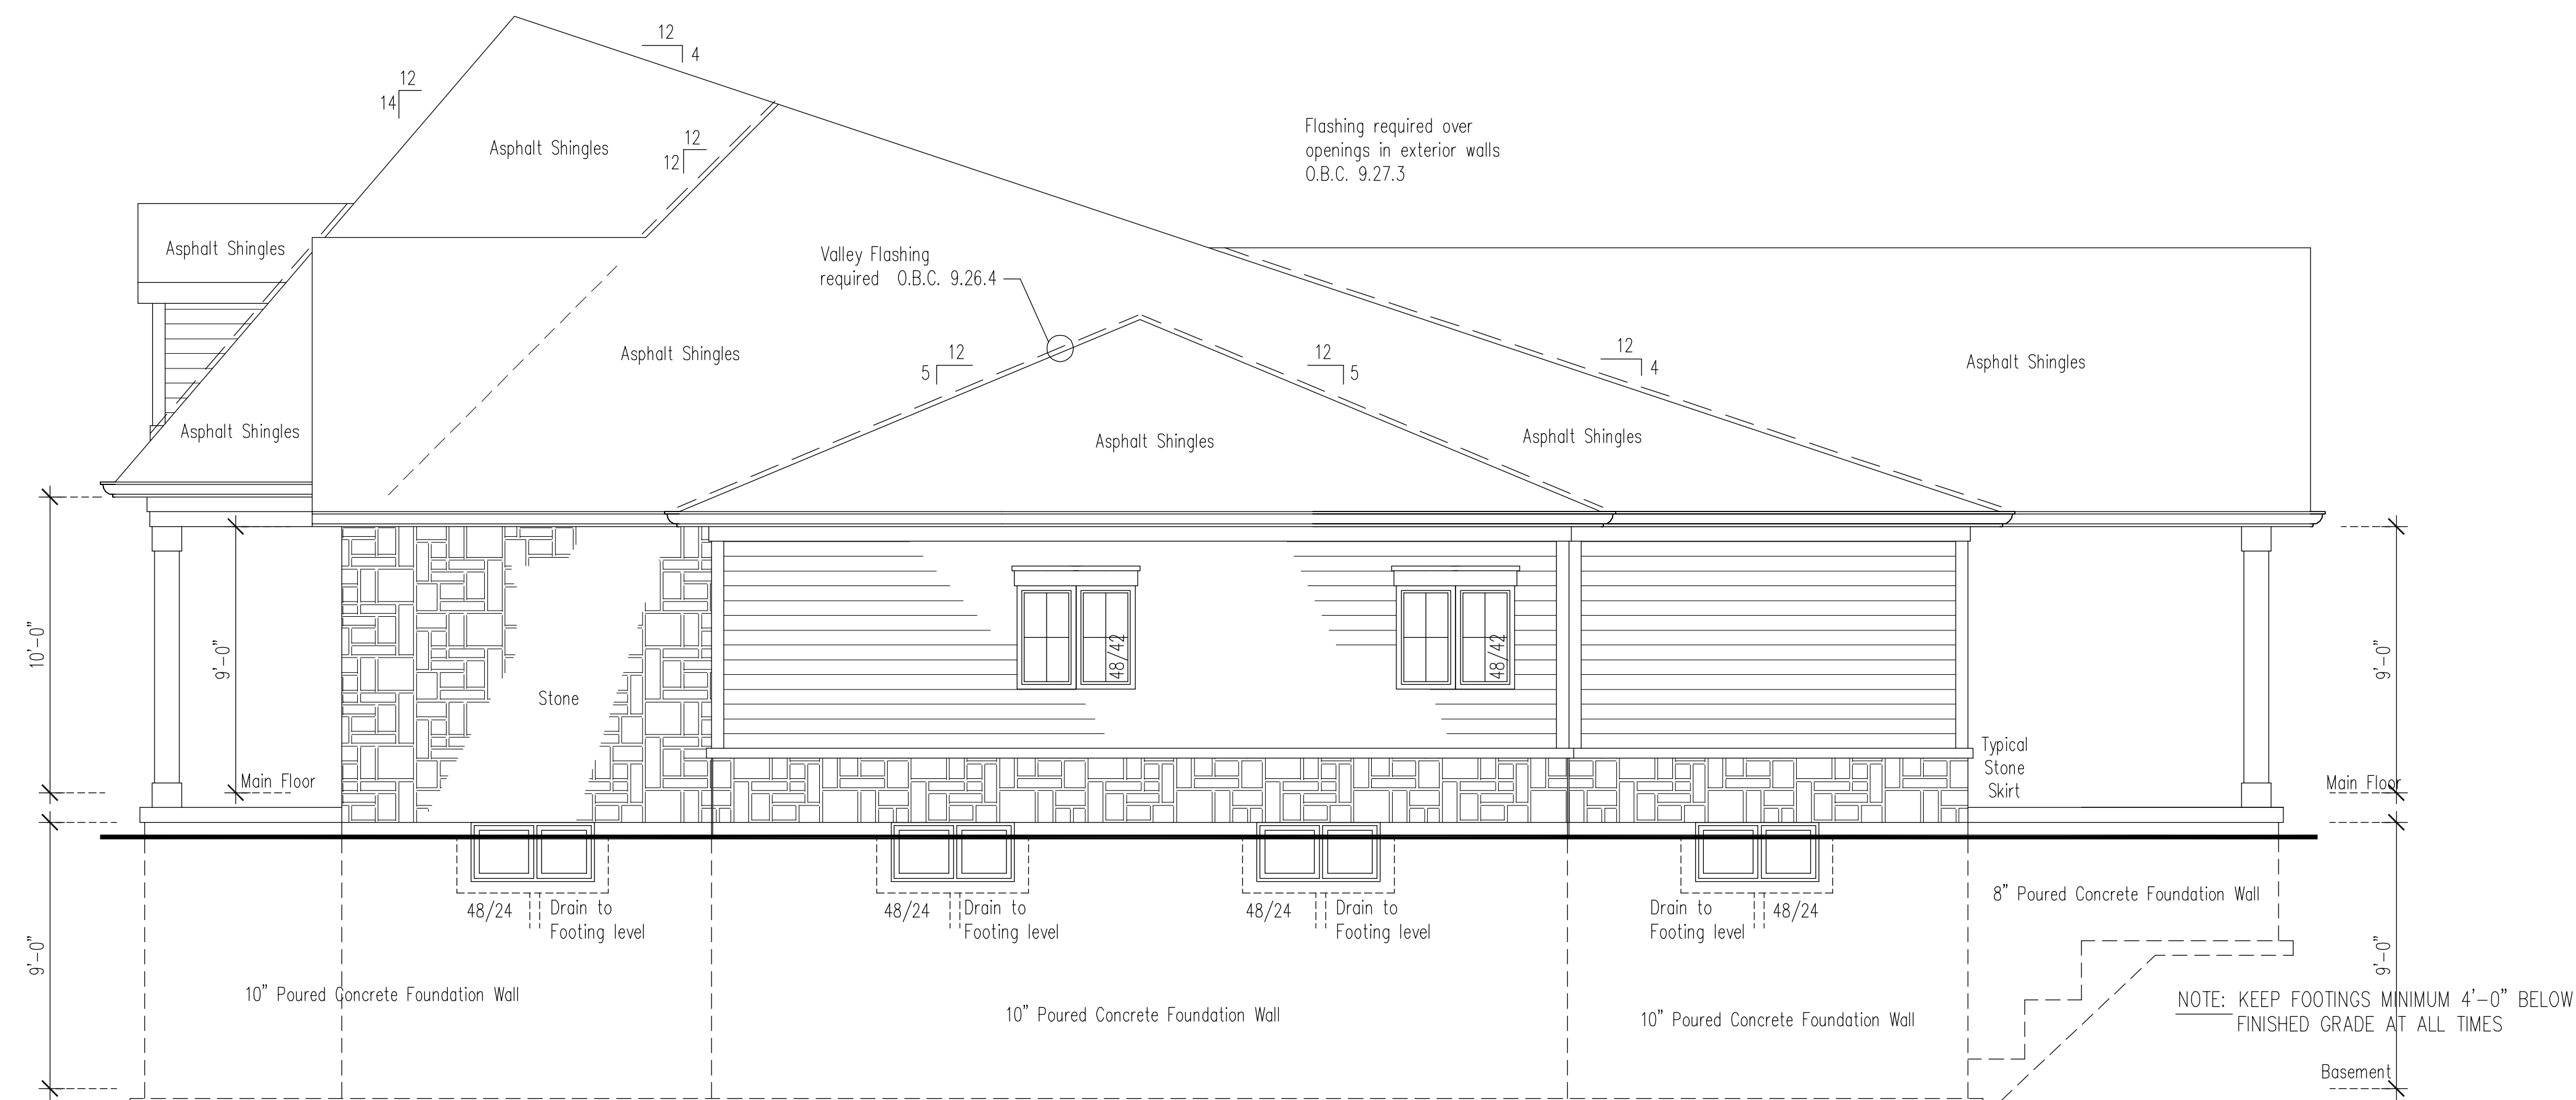 12
4
12
14
Flashing required over
openings in exterior walls
O.B.C. 9.27.3
12
12
Asphalt Shingles
Asphalt Shingles
Valley Flashing
required O.B.C. 9.26.4
12
5
12
5
12
4
Asphalt Shingles
Asphalt Shingles
Asphalt Shingles
Asphalt Shingles
Asphalt Shingles
10'-0"
9'-0"
48/42
48/42
9'-0"
Stone
Main Floor
Typical
Stone
Skirt
Main Floor
48/24
Drain to
Footing level
48/24
Drain to
Footing level
48/24
Drain to
Footing level
Drain to
Footing level
48/24
8" Poured Concrete Foundation Wall
9'-0"
9'-0"
10" Poured Concrete Foundation Wall
10" Poured Concrete Foundation Wall
10" Poured Concrete Foundation Wall
NOTE: KEEP FOOTINGS MINIMUM 4'-0" BELOW
FINISHED GRADE AT ALL TIMES
Basement